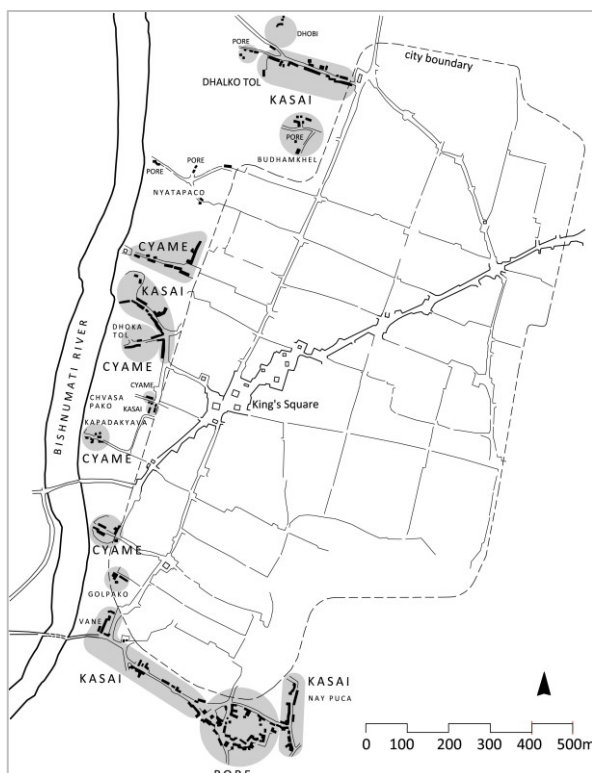 DHOBI
PORE
DHALKO TOL
KASAI
city boundary
PORE
BUDHAMKHEL
PORE
PORE
NYATAPACO
CYAME
KASAI
DHOKA
TOL
CYAME
BISHNUMATI RIVER
CYAME
CHVASA
PAKO
KASAI
King's Square
KAPADAKYAVA
CYAME
CYAME
GOLPAKO
VANE
KASAI
KASAI
NAY PUCA
PORE
0 100 200 300 400 500m